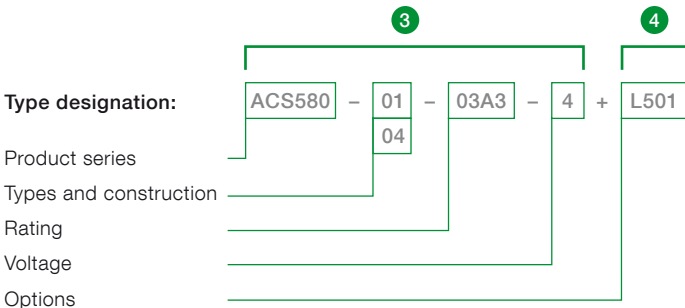 3 4
Type designation: ACS580 – 01 – 03A3 – 4 + L501
04
Product series
Types and construction
Rating
Voltage
Options